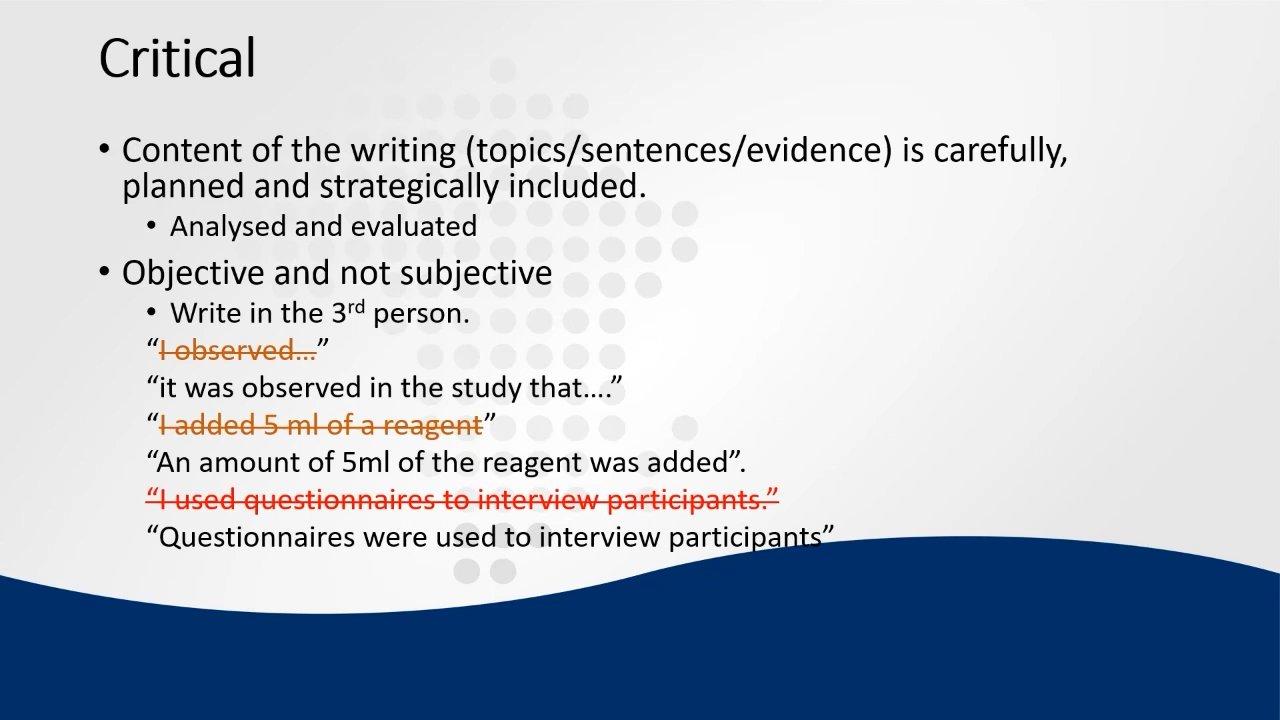 Critical
• Content of the writing (topics/sentences/evidence) is carefully,
planned and strategically included.
• Analysed and evaluated
• Objective and not subjective
• Write in the 3rd person.
“I observed...”
“it was observed in the study that....”
“I added 5 ml of a reagent”
“An amount of 5ml of the reagent was added”.
“I used questionnaires to interview participants.”
“Questionnaires were used to interview participants”